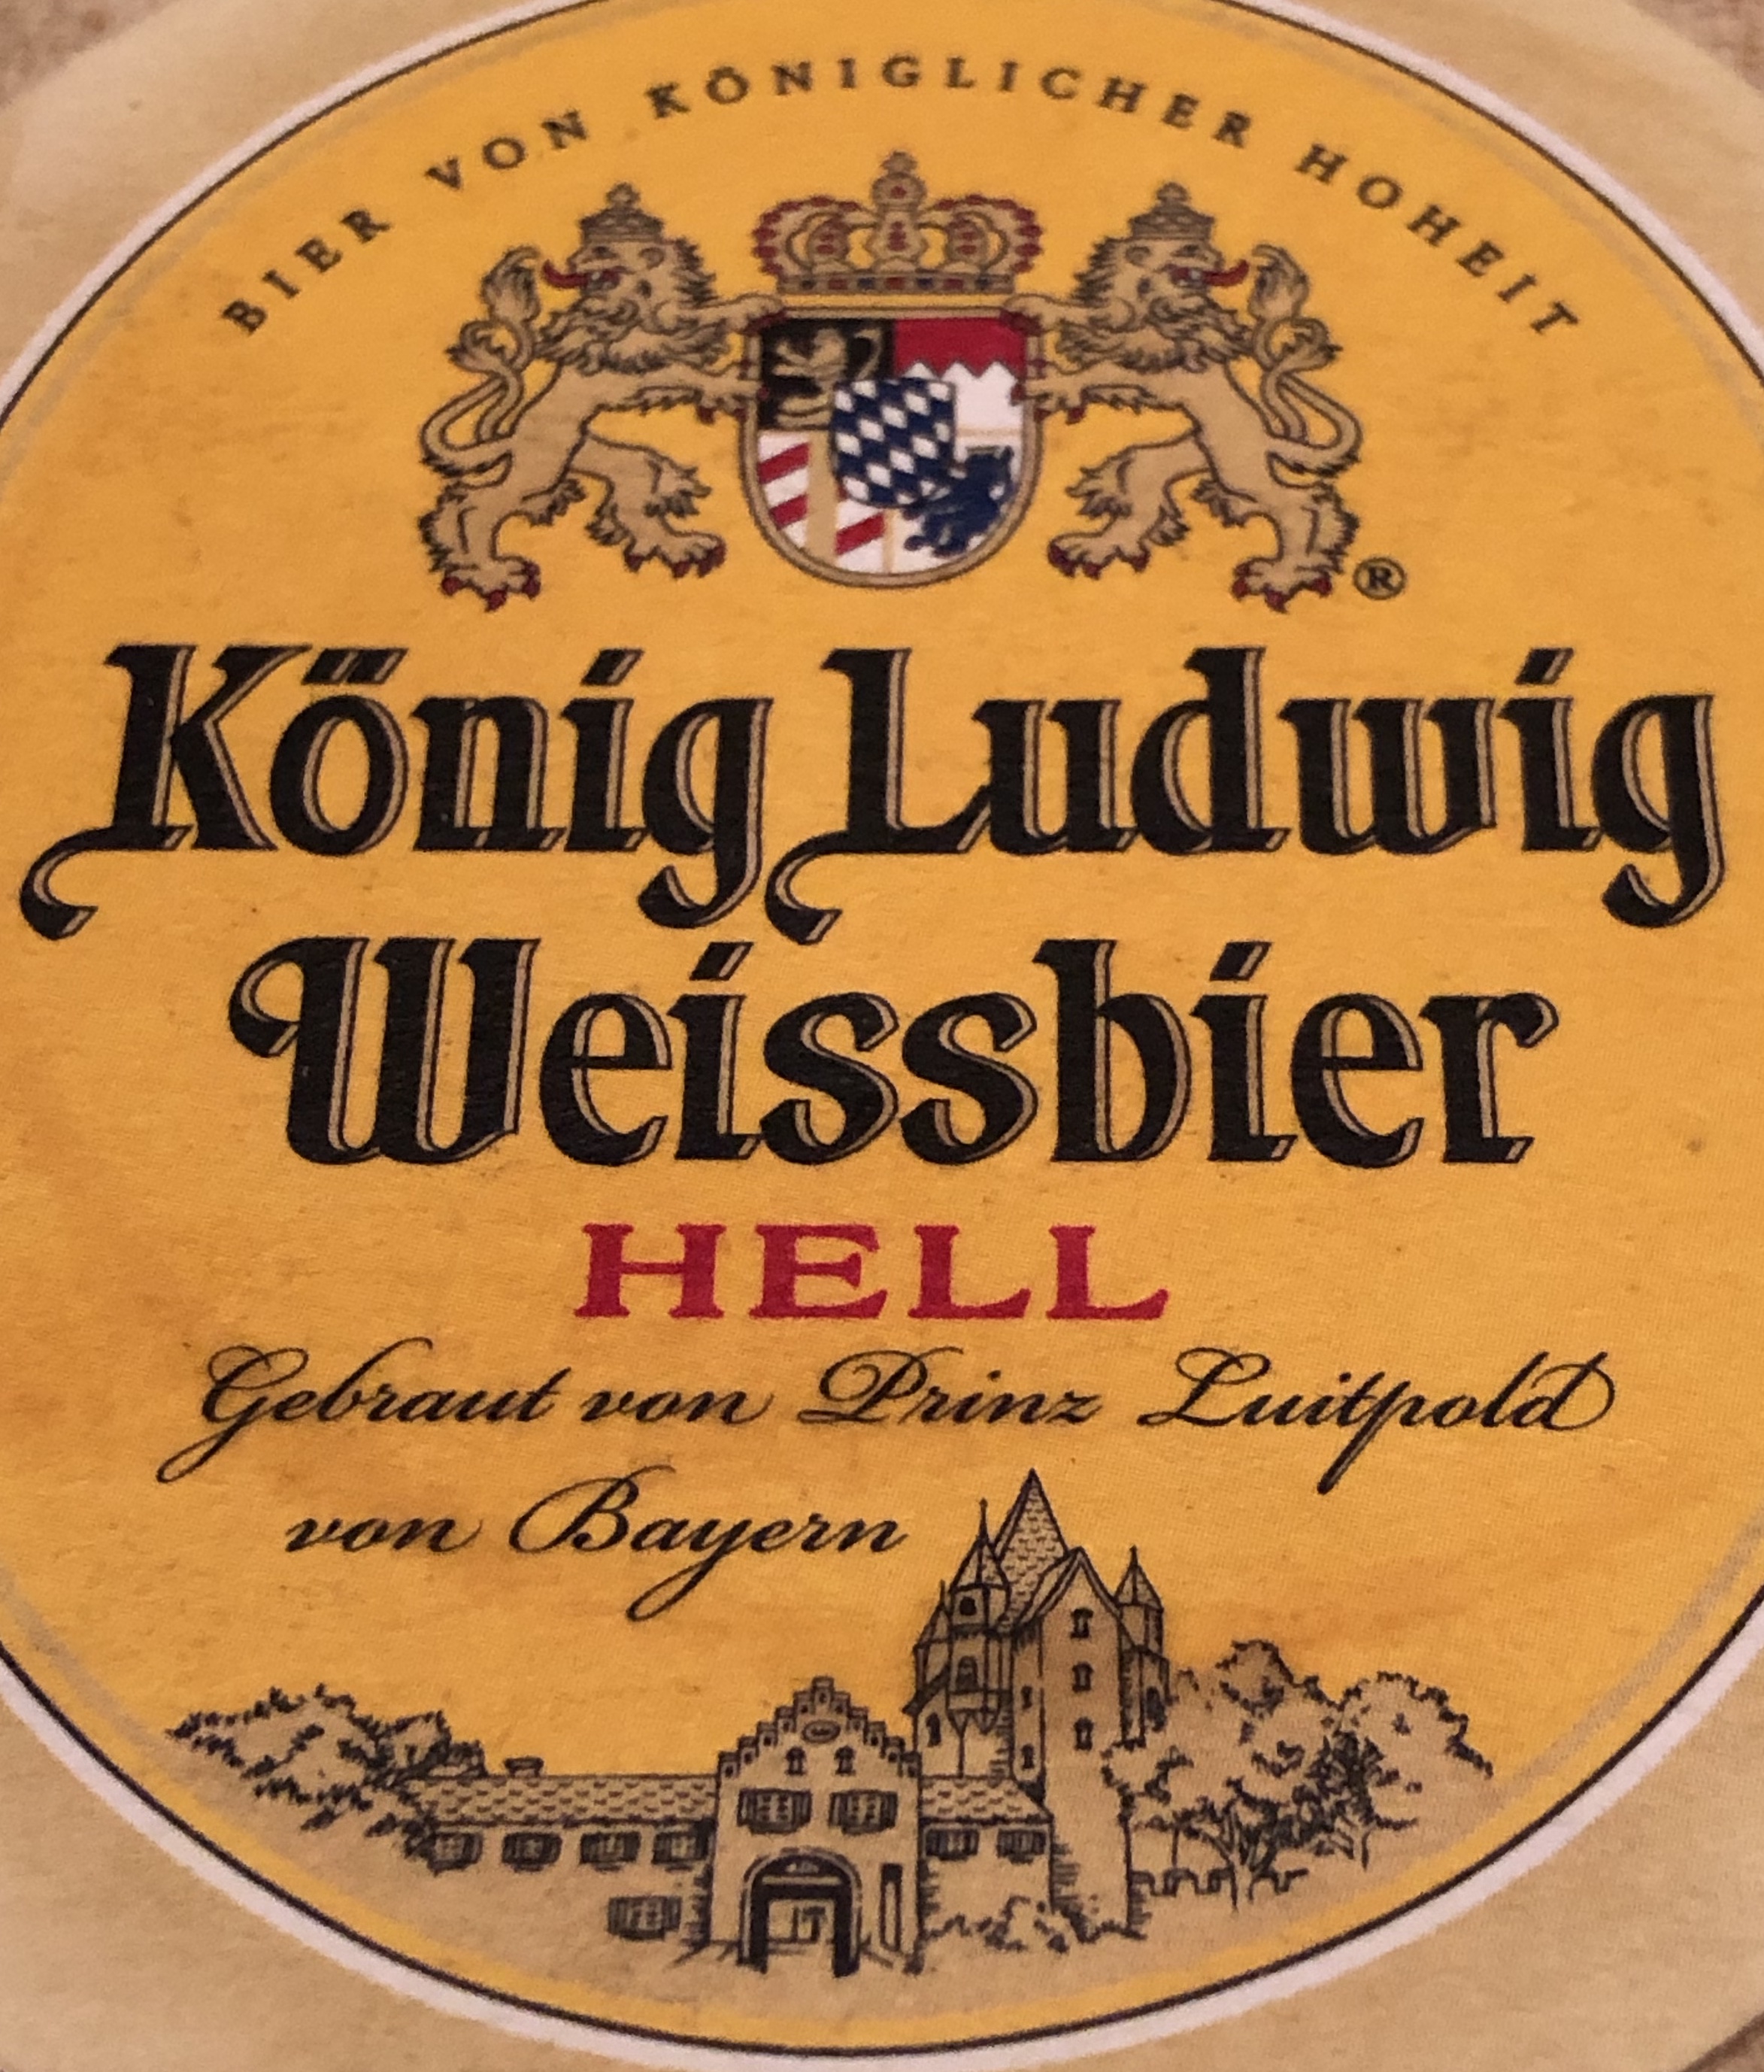 BIER VON KÖNIGLICHER HOHEIT
®
König Ludwig
Weissbier
HELL
Gebraut von Prinz Luitpold
von Bayern